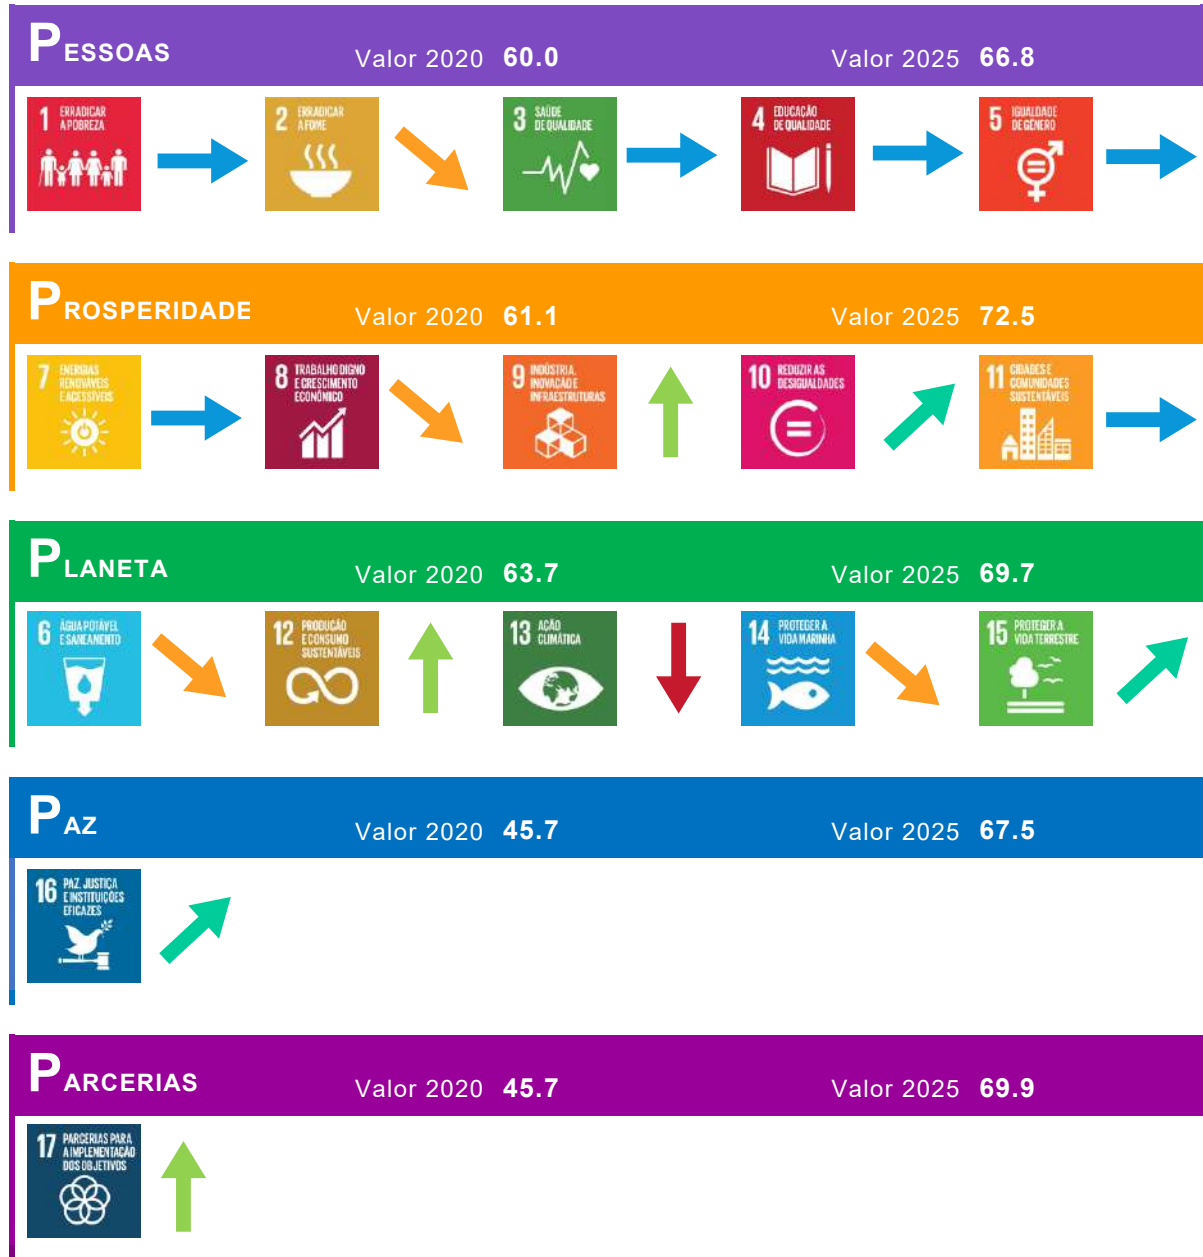 PESSOAS Valor 2020 60.0 Valor 2025 66.8
1 ERRADICAR
A POBREZA
2 ERRADICAR
A FOME
3 SAÚDE
DE QUALIDADE
4 EDUCAÇÃO
DE QUALIDADE
5 IGUALDADE
DE GÉNERO
PROSPERIDADE Valor 2020 61.1 Valor 2025 72.5
7 ENERGIAS
RENOVÁVEIS
E ACESSÍVEIS
8 TRABALHO DIGNO
E CRESCIMENTO
ECONÓMICO
9 INDÚSTRIA,
INOVAÇÃO E
INFRAESTRUTURAS
10 REDUZIR AS
DESIGUALDADES
11 CIDADES E
COMUNIDADES
SUSTENTÁVEIS
PLANETA Valor 2020 63.7 Valor 2025 69.7
6 ÁGUA POTÁVEL
E SANEAMENTO
12 PRODUÇÃO
E CONSUMO
SUSTENTÁVEIS
13 AÇÃO
CLIMÁTICA
14 PROTEGER A
VIDA MARINHA
15 PROTEGER A
VIDA TERRESTRE
PAZ Valor 2020 45.7 Valor 2025 67.5
16 PAZ, JUSTIÇA
E INSTITUIÇÕES
EFICAZES
PARCERIAS Valor 2020 45.7 Valor 2025 69.9
17 PARCERIAS PARA
A IMPLEMENTAÇÃO
DOS OBJETIVOS